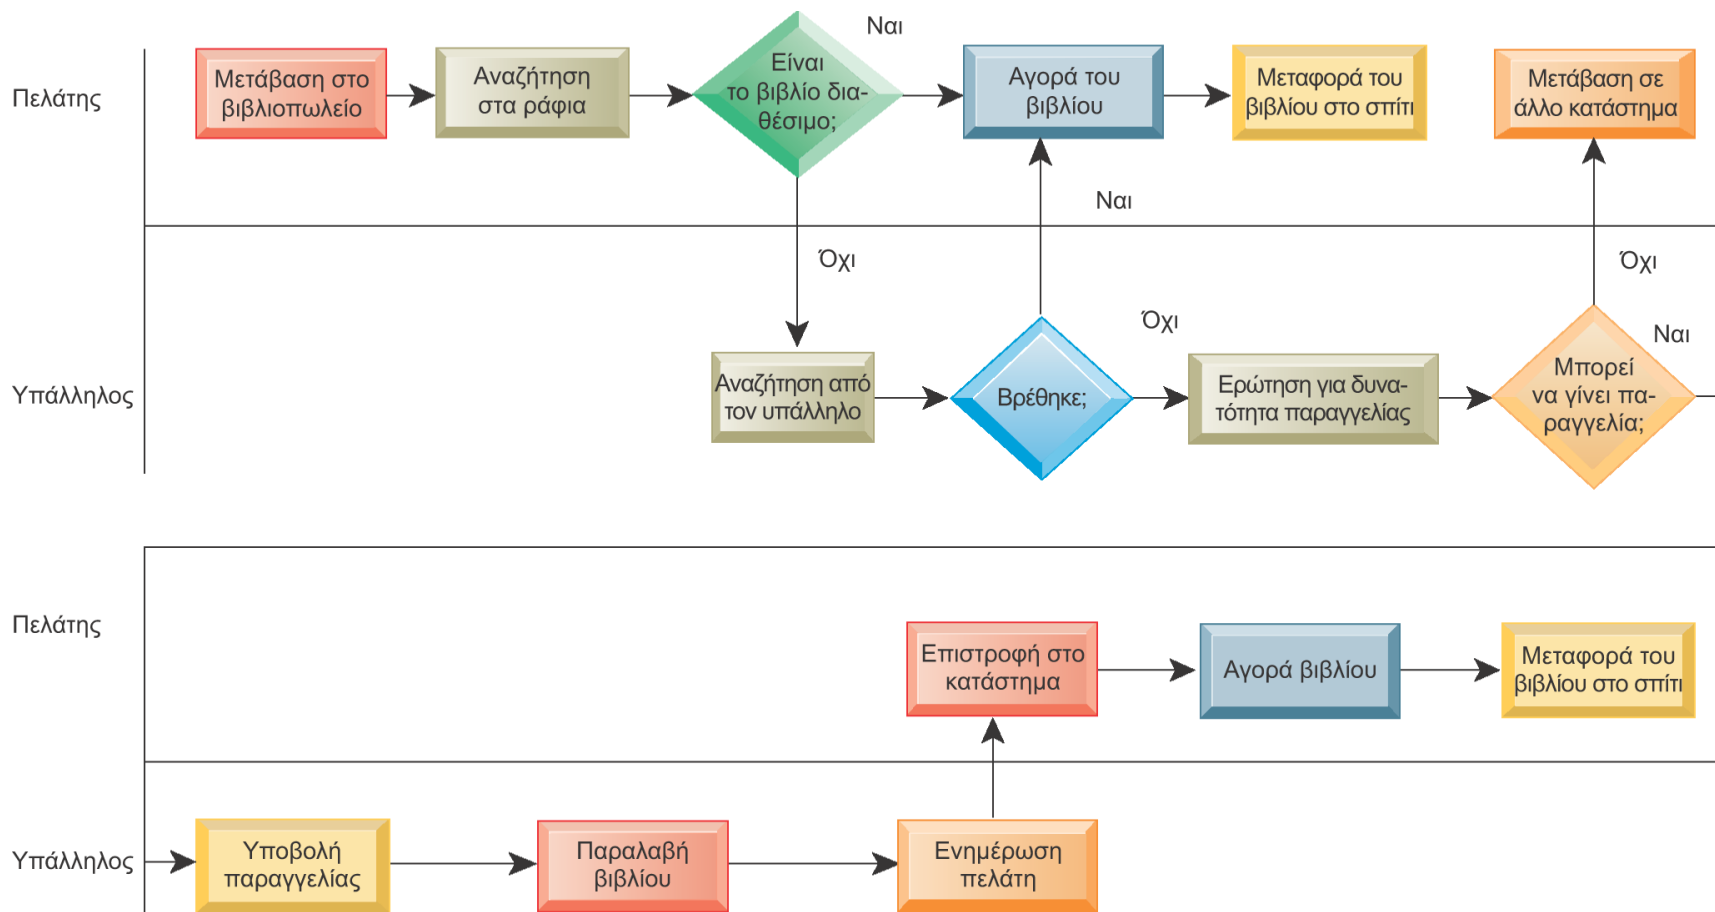 Ναι
Πελάτης
Μετάβαση στο
βιβλιοπωλείο
Αναζήτηση
στα ράφια
Είναι
το βιβλίο δια-
θέσιμο;
Αγορά του
βιβλίου
Μεταφορά του
βιβλίου στο σπίτι
Μετάβαση σε
άλλο κατάστημα
Ναι
Όχι
Όχι
Όχι
Ναι
Υπάλληλος
Αναζήτηση από
τον υπάλληλο
Βρέθηκε;
Ερώτηση για δυνα-
τότητα παραγγελίας
Μπορεί
να γίνει πα-
ραγγελία;
Πελάτης
Επιστροφή στο
κατάστημα
Αγορά βιβλίου
Μεταφορά του
βιβλίου στο σπίτι
Υπάλληλος
Υποβολή
παραγγελίας
Παραλαβή
βιβλίου
Ενημέρωση
πελάτη